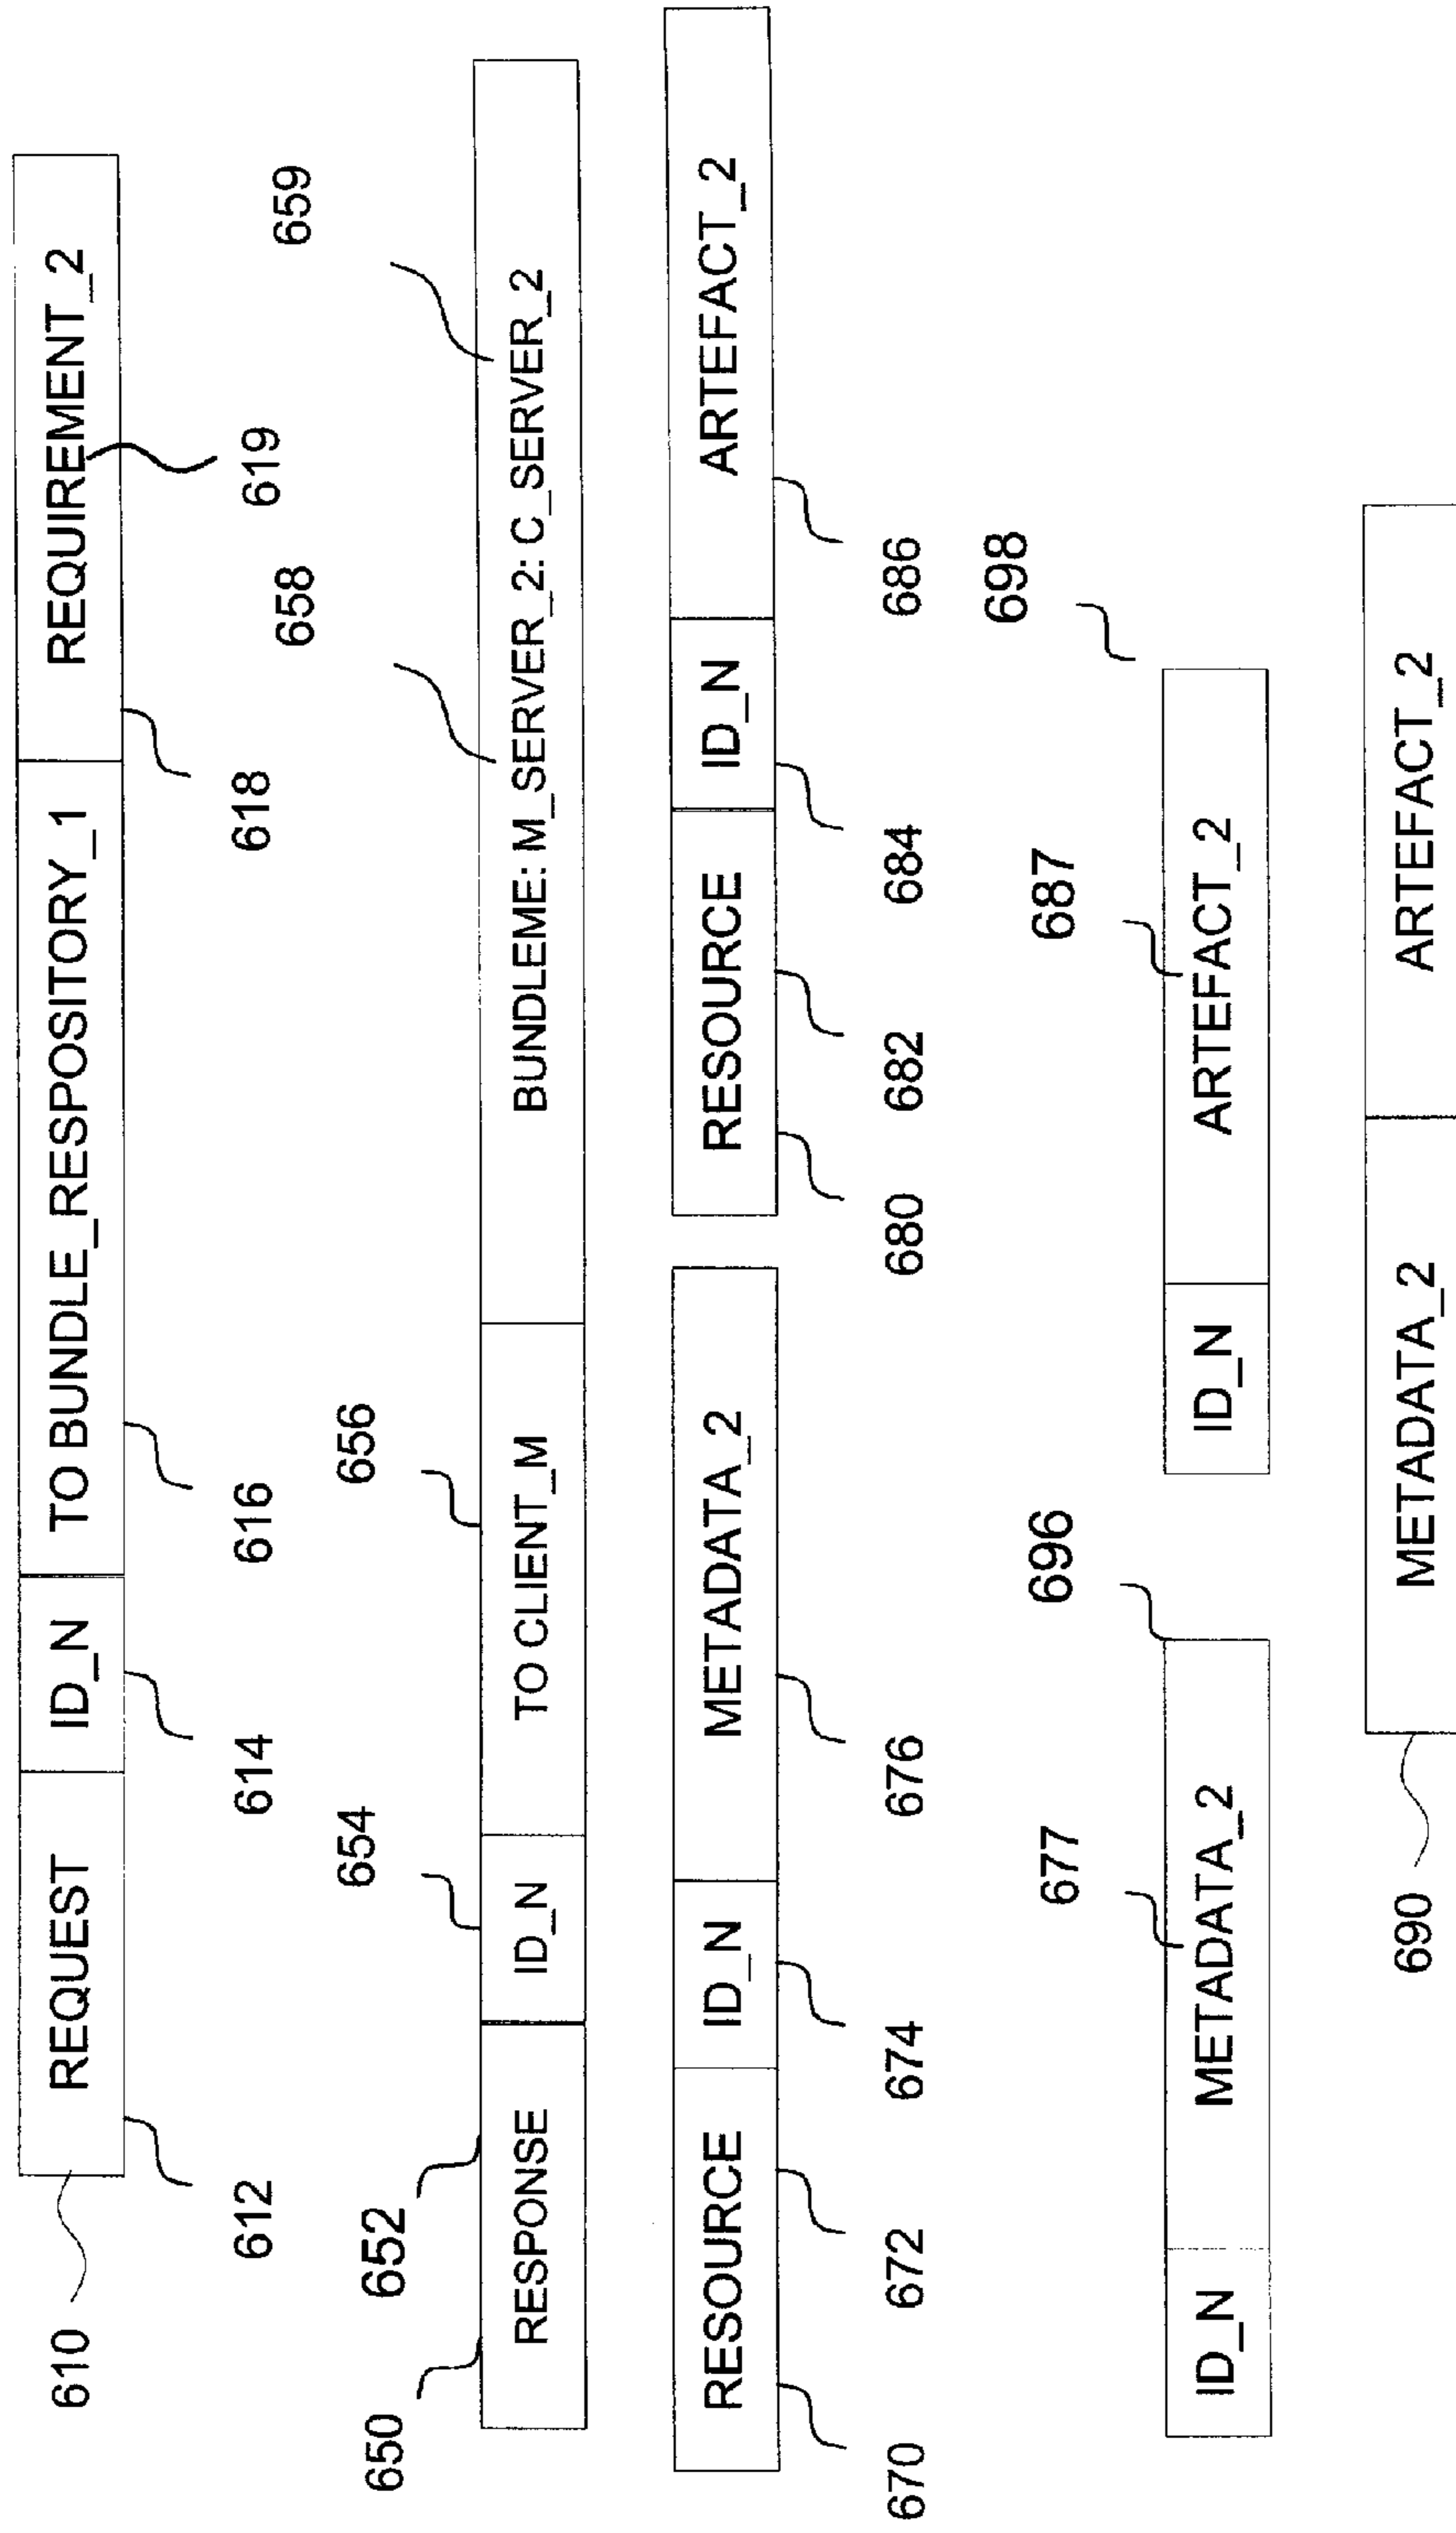 REQUEST ID_N TO BUNDLE_RESPOSITORY_1 REQUIREMENT_2
610 612 614 616 618 619
650 652 654 656 658 659
RESPONSE ID_N TO CLIENT_M BUNDLEME: M_SERVER_2: C_SERVER_2
RESOURCE ID_N METADATA_2 RESOURCE ID_N ARTEFACT_2
670 672 674 676 680 682 684 686
677 696 687 698
ID_N METADATA_2 ID_N ARTEFACT_2
METADATA_2 ARTEFACT_2
690